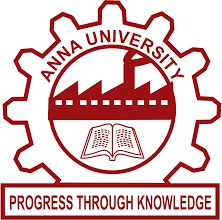 ANNA UNIVERSITY
PROGRESS THROUGH KNOWLEDGE